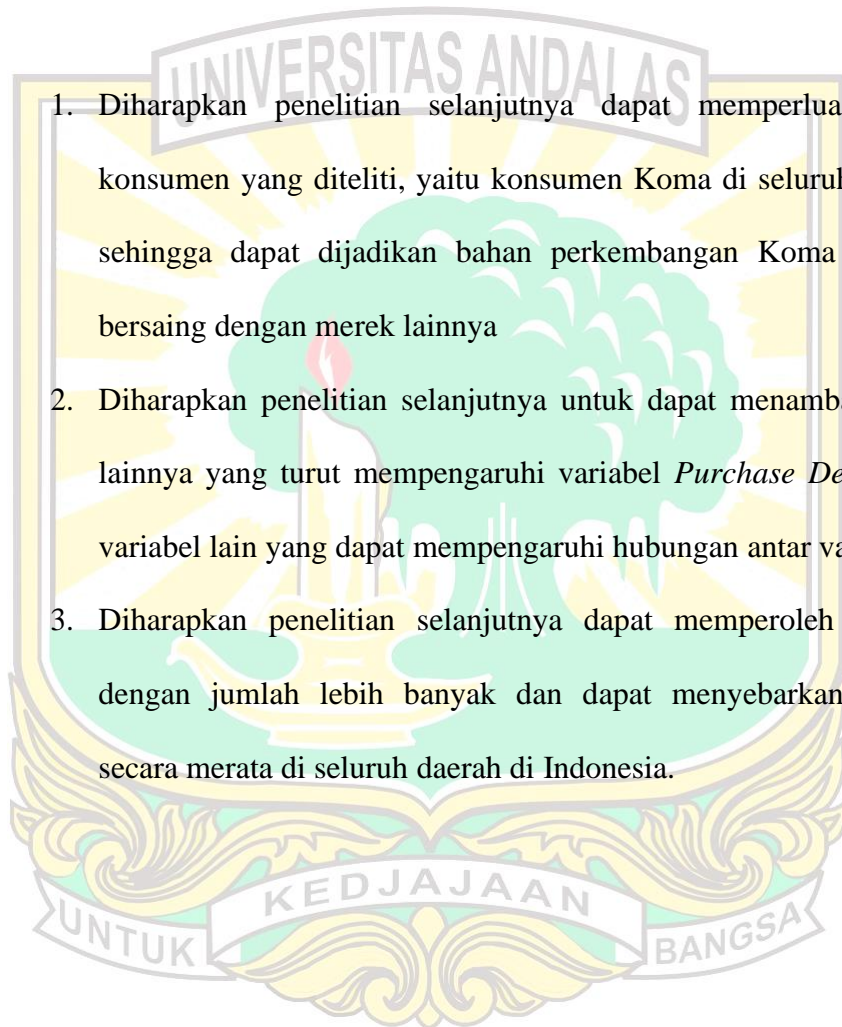 UNIVERSITAS ANDALAS
1. Diharapkan penelitian selanjutnya dapat memperlua
konsumen yang diteliti, yaitu konsumen Koma di seluruh
sehingga dapat dijadikan bahan perkembangan Koma
bersaing dengan merek lainnya
2. Diharapkan penelitian selanjutnya untuk dapat menamba
lainnya yang turut mempengaruhi variabel Purchase De
variabel lain yang dapat mempengaruhi hubungan antar va
3. Diharapkan penelitian selanjutnya dapat memperoleh
dengan jumlah lebih banyak dan dapat menyebarkan
secara merata di seluruh daerah di Indonesia.
UNTUK KEDJAJAAN BANGSA